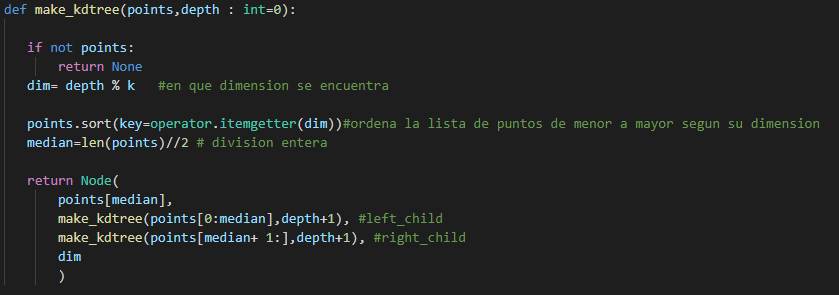 def make_kdtree(points,depth : int=0):
if not points:
return None
dim= depth % k #en que dimension se encuentra
points.sort(key=operator.itemgetter(dim))#ordena la lista de puntos de menor a mayor segun su dimension
median=len(points)//2 # division entera
return Node(
points[median],
make_kdtree(points[0:median],depth+1), #left_child
make_kdtree(points[median+ 1:],depth+1), #right_child
dim
)